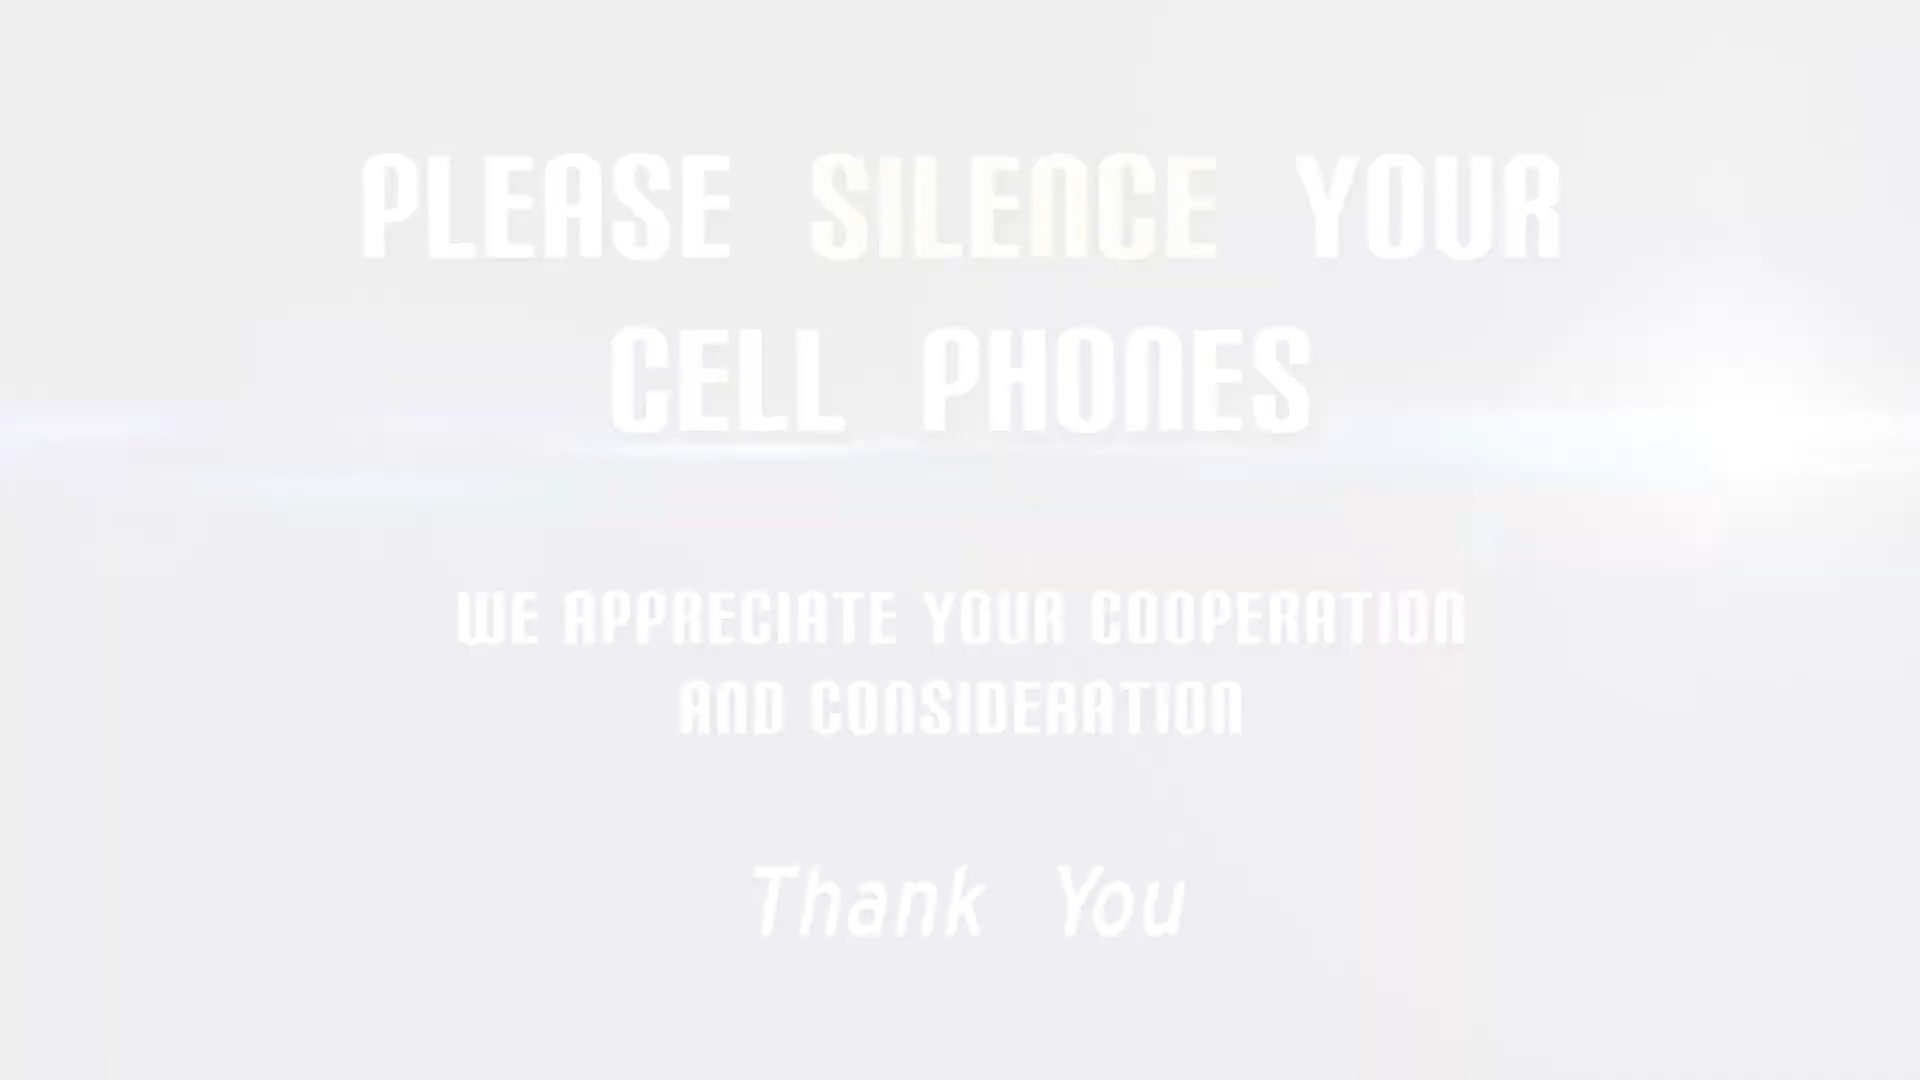 PLEASE SILENCE YOUR
CELL PHONES
WE APPRECIATE YOUR COOPERATION
AND CONSIDERATION
Thank You